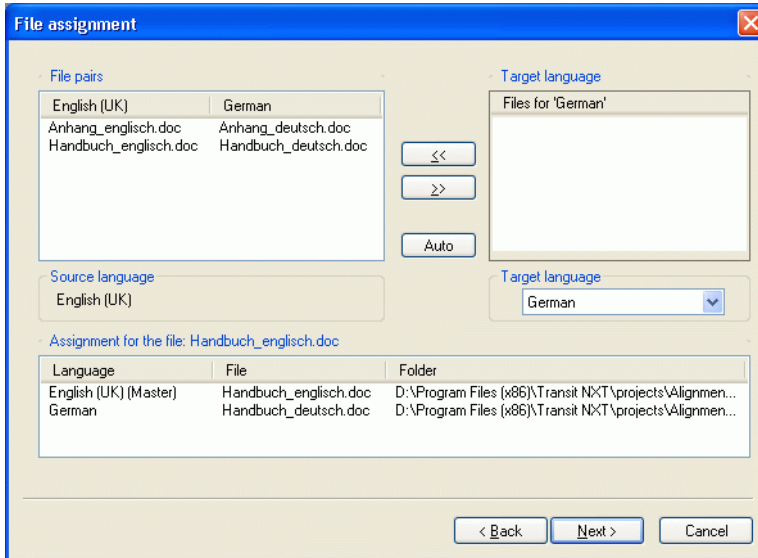 File assignment
File pairs
English (UK) German
Anhang_englisch.doc Anhang_deutsch.doc
Handbuch_englisch.doc Handbuch_deutsch.doc
<<
>>
Auto
Target language
Files for 'German'
Source language
English (UK)
Target language
German
Assignment for the file: Handbuch_englisch.doc
Language File Folder
English (UK) (Master) Handbuch_englisch.doc D:\Program Files (x86)\Transit NXT\projects\Alignmen...
German Handbuch_deutsch.doc D:\Program Files (x86)\Transit NXT\projects\Alignmen...
< Back Next > Cancel